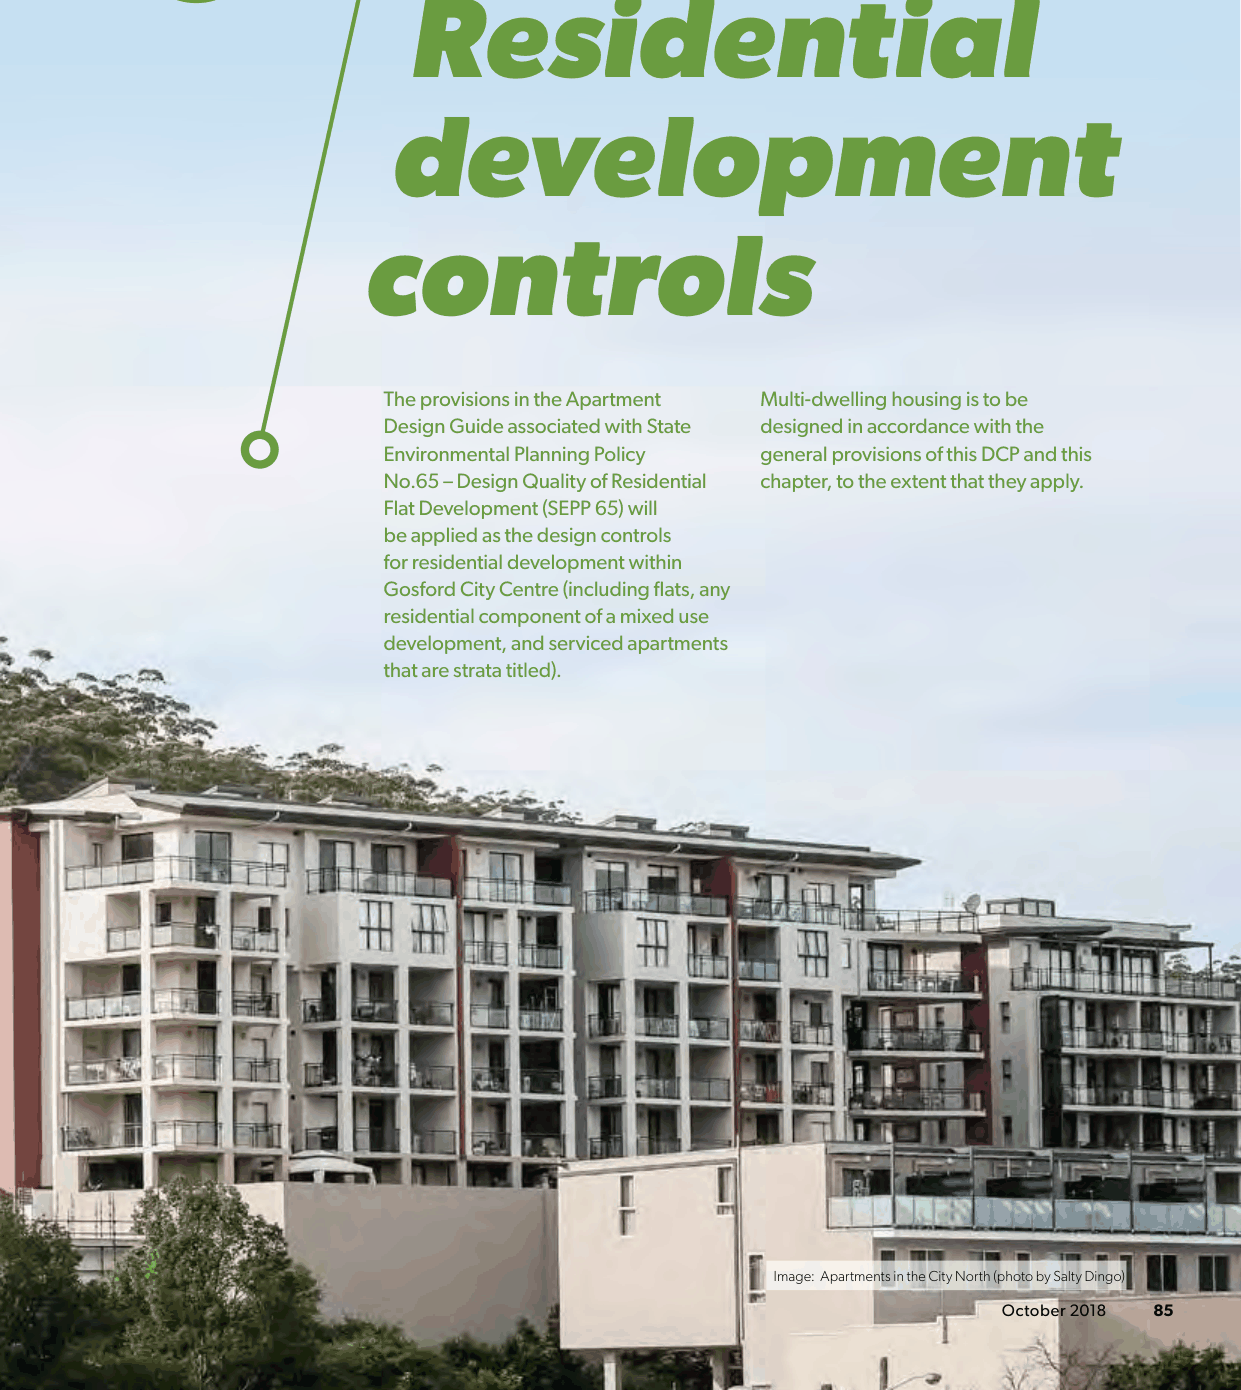 Residential
development
controls
The provisions in the Apartment
Design Guide associated with State
Environmental Planning Policy
No.65 – Design Quality of Residential
Flat Development (SEPP 65) will
be applied as the design controls
for residential development within
Gosford City Centre (including flats, any
residential component of a mixed use
development, and serviced apartments
that are strata titled).
Multi-dwelling housing is to be
designed in accordance with the
general provisions of this DCP and this
chapter, to the extent that they apply.
Image: Apartments in the City North (photo by Salty Dingo)
October 2018 85